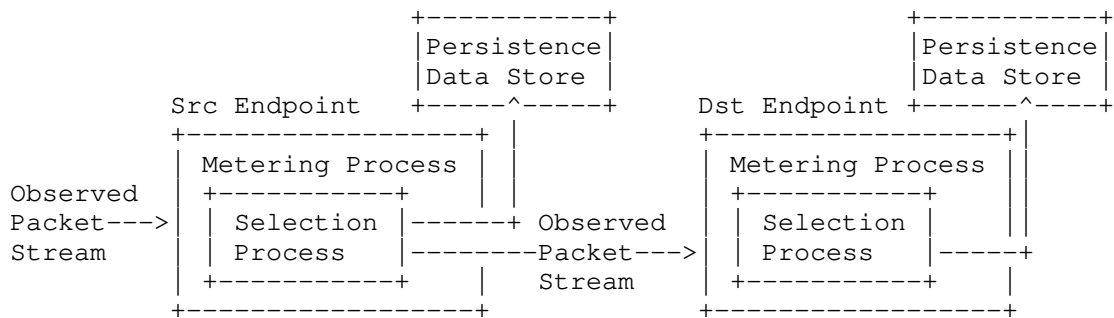 Persistence Persistence
Data Store Data Store
Src Endpoint Dst Endpoint
Metering Process Metering Process
Observed
Packet Selection Observed Selection
Stream Process Packet Process
Stream